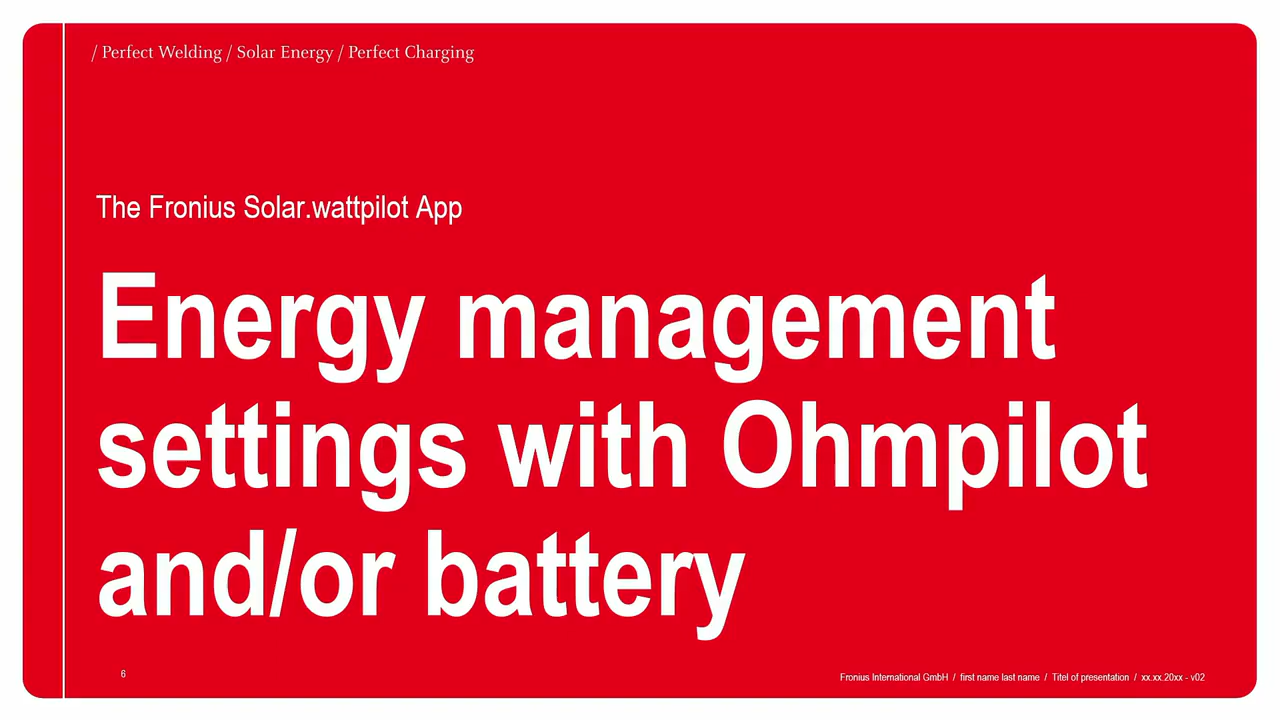 / Perfect Welding / Solar Energy / Perfect Charging
The Fronius Solar.wattpilot App
Energy management
settings with Ohmpilot
and/or battery
6
Fronius International GmbH / first name last name / Titel of presentation / xx.xx.20xx - v02